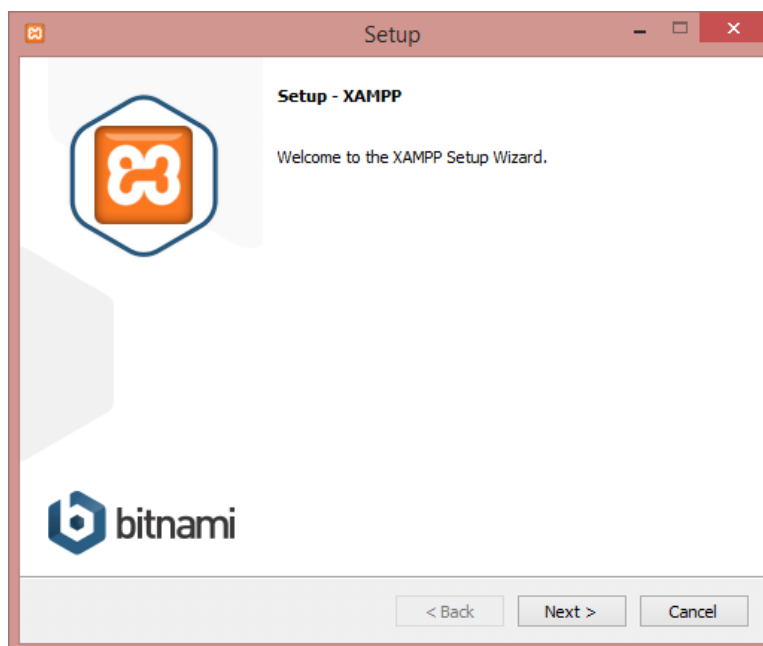 Setup
Setup - XAMPP
Welcome to the XAMPP Setup Wizard.
bitnami
< Back Next > Cancel